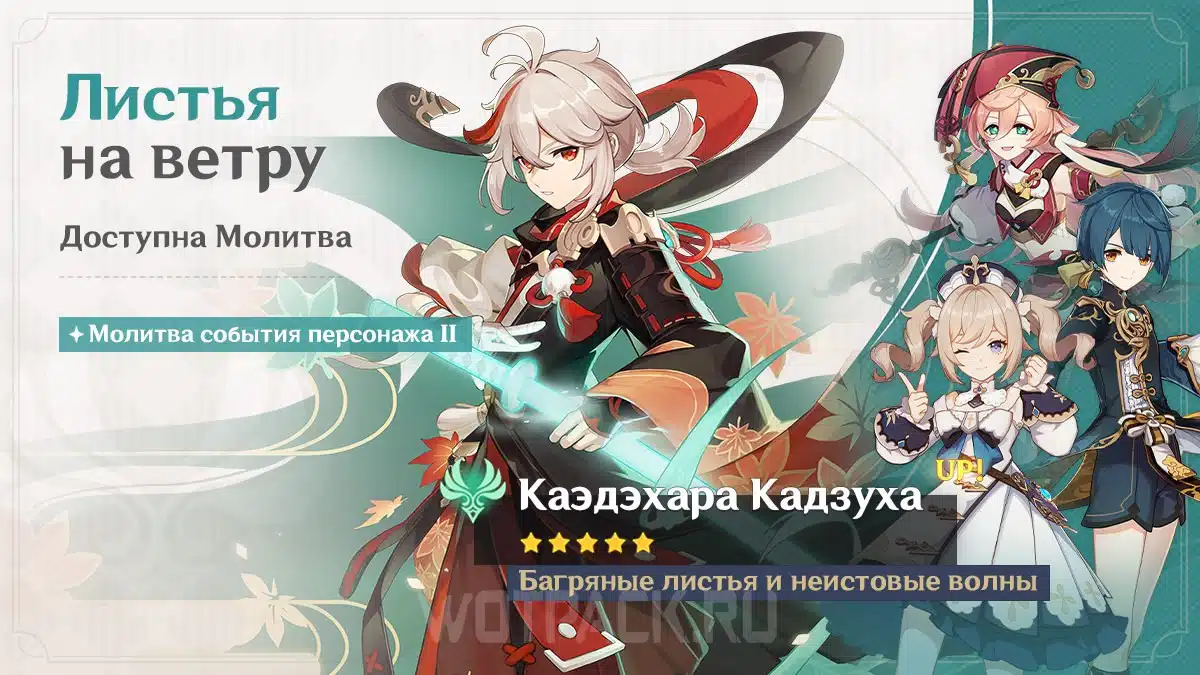 Листья
на ветру
Доступна Молитва
Молитва события персонажа II
UP!
Каэдэхара Кадзуха
Багряные листья и неистовые волны
WOTPACK.RU